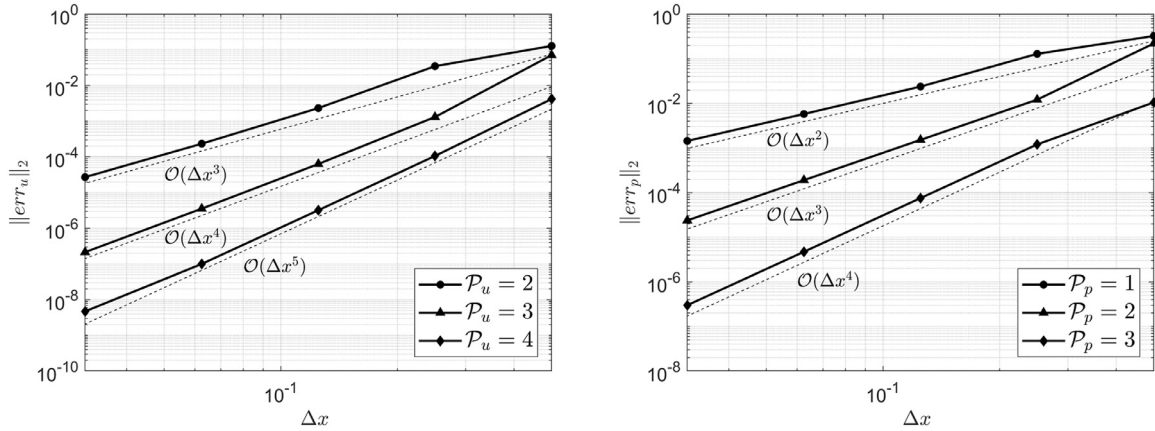 10^0
10^-2
10^-4
10^-6
10^-8
10^-10
‖err_u‖_2
O(Δx^3)
O(Δx^4)
O(Δx^5)
P_u = 2
P_u = 3
P_u = 4
10^-1
Δx
10^0
10^-2
10^-4
10^-6
10^-8
‖err_p‖_2
O(Δx^2)
O(Δx^3)
O(Δx^4)
P_p = 1
P_p = 2
P_p = 3
10^-1
Δx